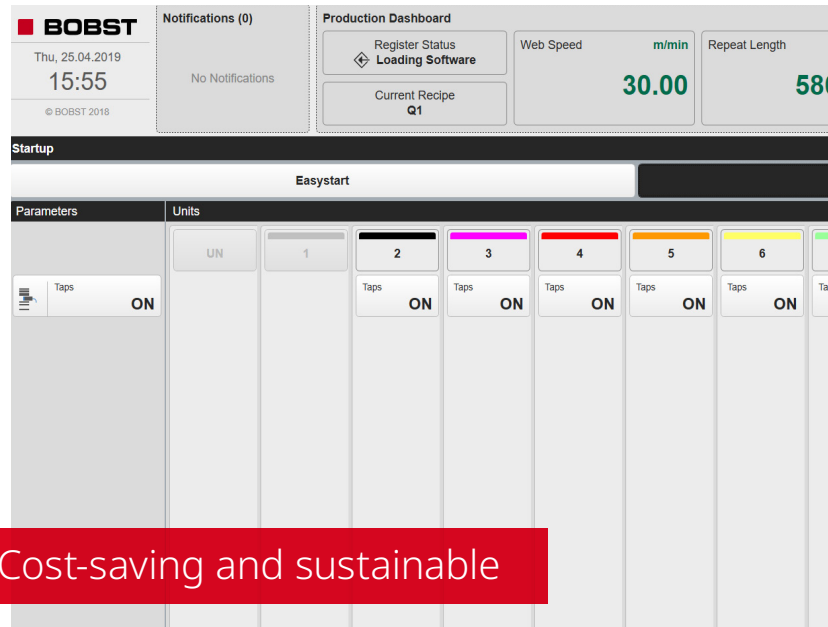 BOBST
Thu, 25.04.2019
15:55
© BOBST 2018
Notifications (0)
No Notifications
Production Dashboard
Register Status
Loading Software
Current Recipe
Q1
Web Speed m/min
30.00
Repeat Length
Startup
Easystart
Parameters
Units
UN 1 2 3 4 5 6
Taps
ON
Taps
ON
Taps
ON
Taps
ON
Taps
ON
Taps
ON
Cost-saving and sustainable